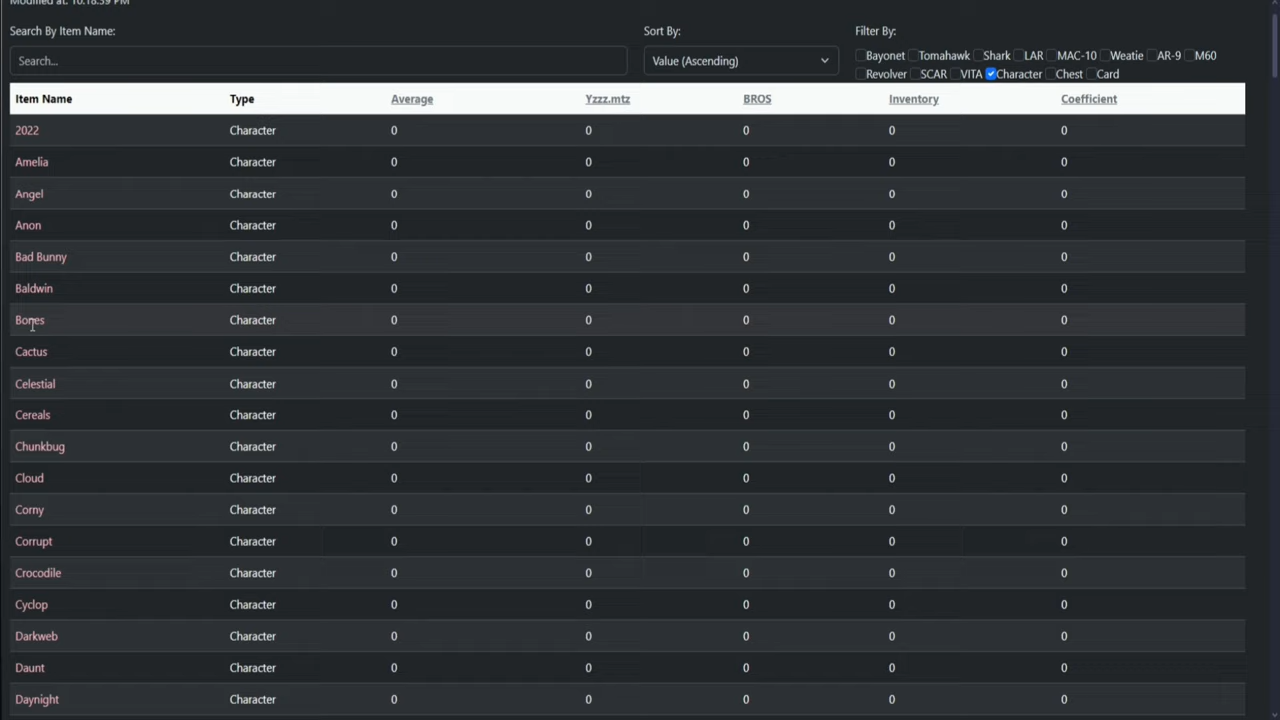 Modified at: 10:18:59 PM
Search By Item Name: Sort By: Filter By:
Search... Value (Ascending) Bayonet Tomahawk Shark LAR MAC-10 Weatie AR-9 M60
Revolver SCAR VITA Character Chest Card
Item Name Type Average Yzzz.mtz BROS Inventory Coefficient
2022 Character 0 0 0 0 0
Amelia Character 0 0 0 0 0
Angel Character 0 0 0 0 0
Anon Character 0 0 0 0 0
Bad Bunny Character 0 0 0 0 0
Baldwin Character 0 0 0 0 0
Bones Character 0 0 0 0 0
Cactus Character 0 0 0 0 0
Celestial Character 0 0 0 0 0
Cereals Character 0 0 0 0 0
Chunkbug Character 0 0 0 0 0
Cloud Character 0 0 0 0 0
Corny Character 0 0 0 0 0
Corrupt Character 0 0 0 0 0
Crocodile Character 0 0 0 0 0
Cyclop Character 0 0 0 0 0
Darkweb Character 0 0 0 0 0
Daunt Character 0 0 0 0 0
Daynight Character 0 0 0 0 0